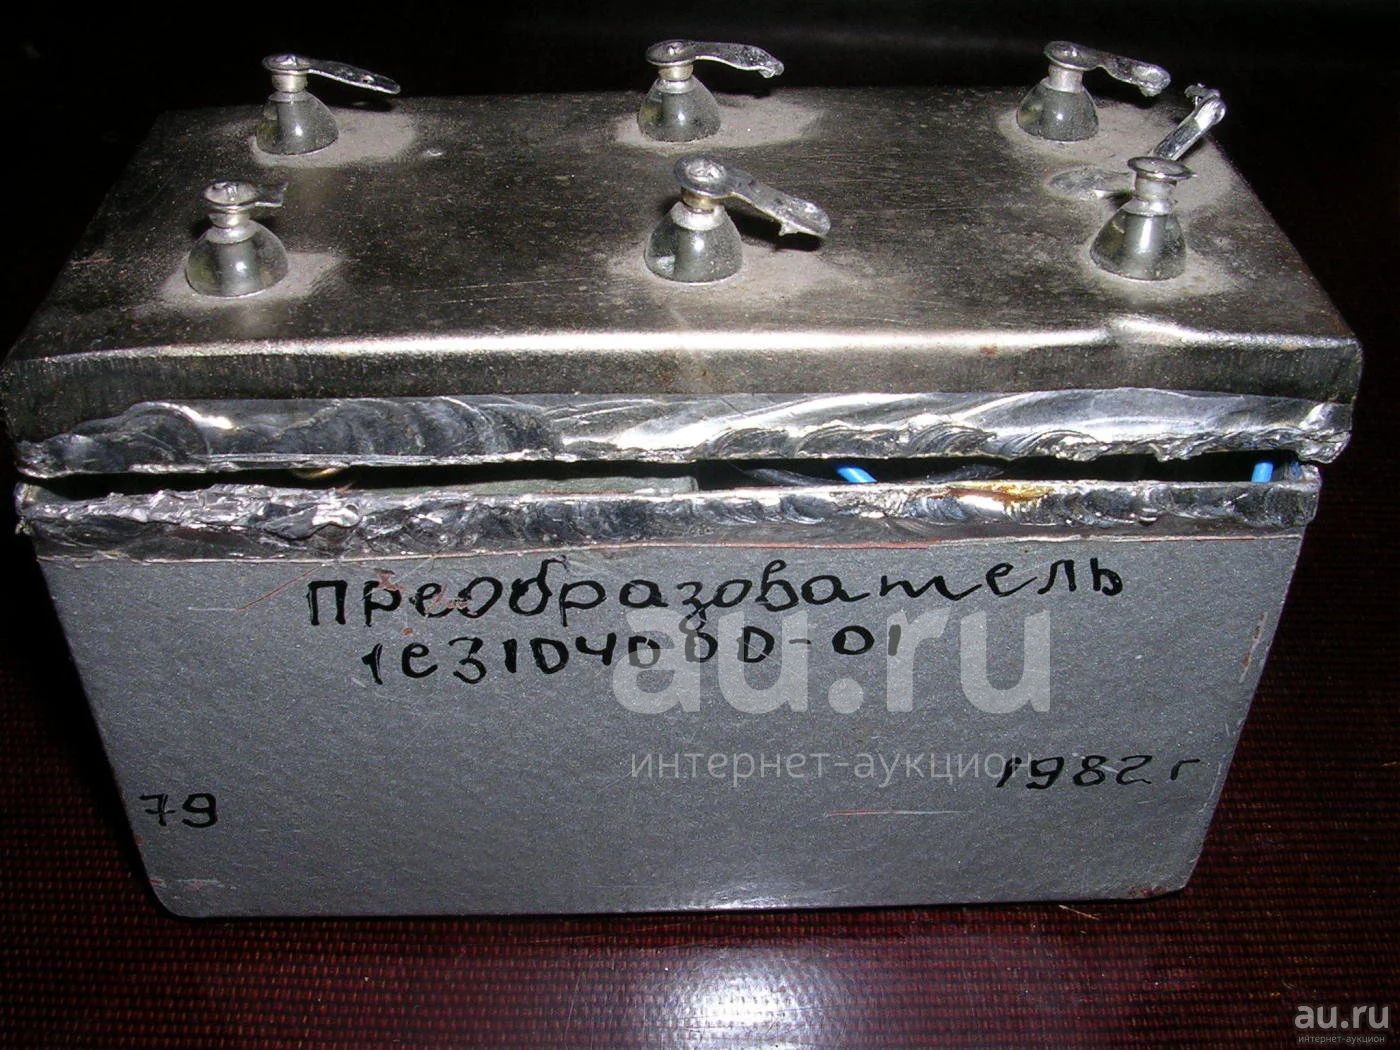 преобразователь
1е3104000-01
au.ru
интернет-аукцион
1982г
79
au.ru
интернет-аукцион